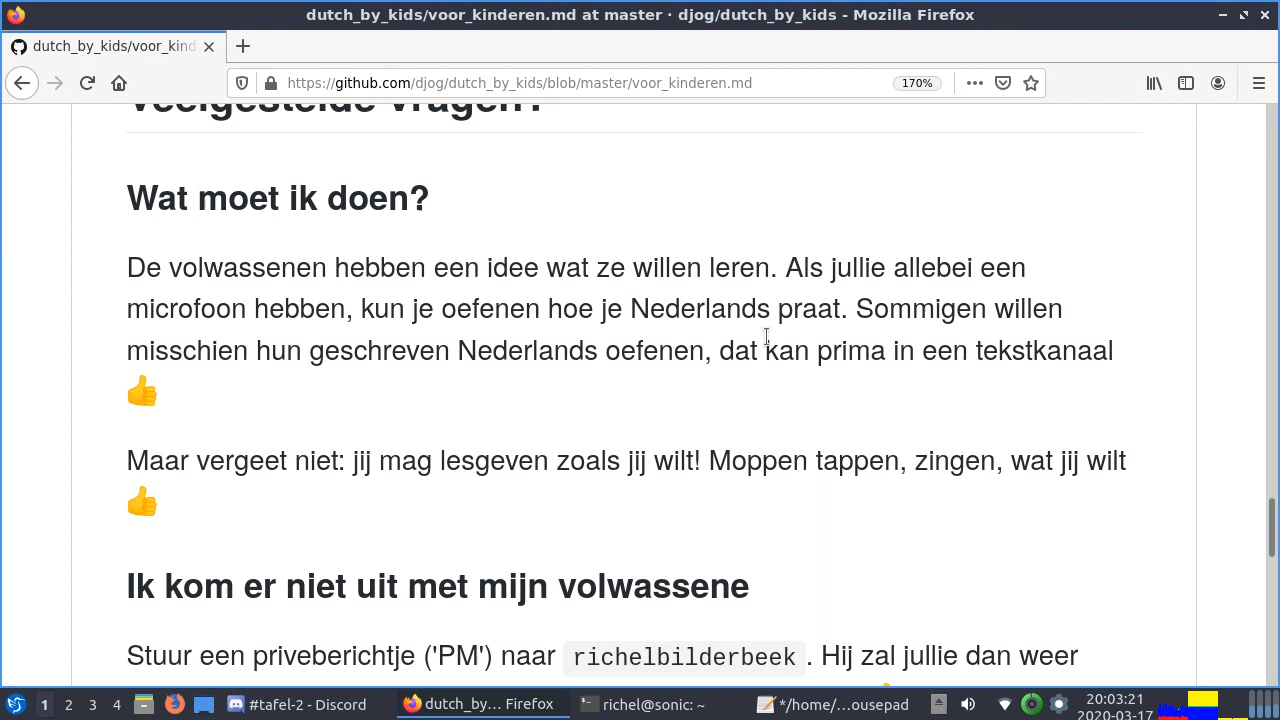 dutch_by_kids/voor_kinderen.md at master · djog/dutch_by_kids - Mozilla Firefox
dutch_by_kids/voor_kind
https://github.com/djog/dutch_by_kids/blob/master/voor_kinderen.md
170%
Veelgestelde vragen?
Wat moet ik doen?
De volwassenen hebben een idee wat ze willen leren. Als jullie allebei een
microfoon hebben, kun je oefenen hoe je Nederlands praat. Sommigen willen
misschien hun geschreven Nederlands oefenen, dat kan prima in een tekstkanaal
👍
Maar vergeet niet: jij mag lesgeven zoals jij wilt! Moppen tappen, zingen, wat jij wilt
👍
Ik kom er niet uit met mijn volwassene
Stuur een priveberichtje ('PM') naar richelbilderbeek. Hij zal jullie dan weer
1 2 3 4
#tafel-2 - Discord
dutch_by... Firefox
richel@sonic: ~
*/home/...ousepad
20:03:21
2020-03-17